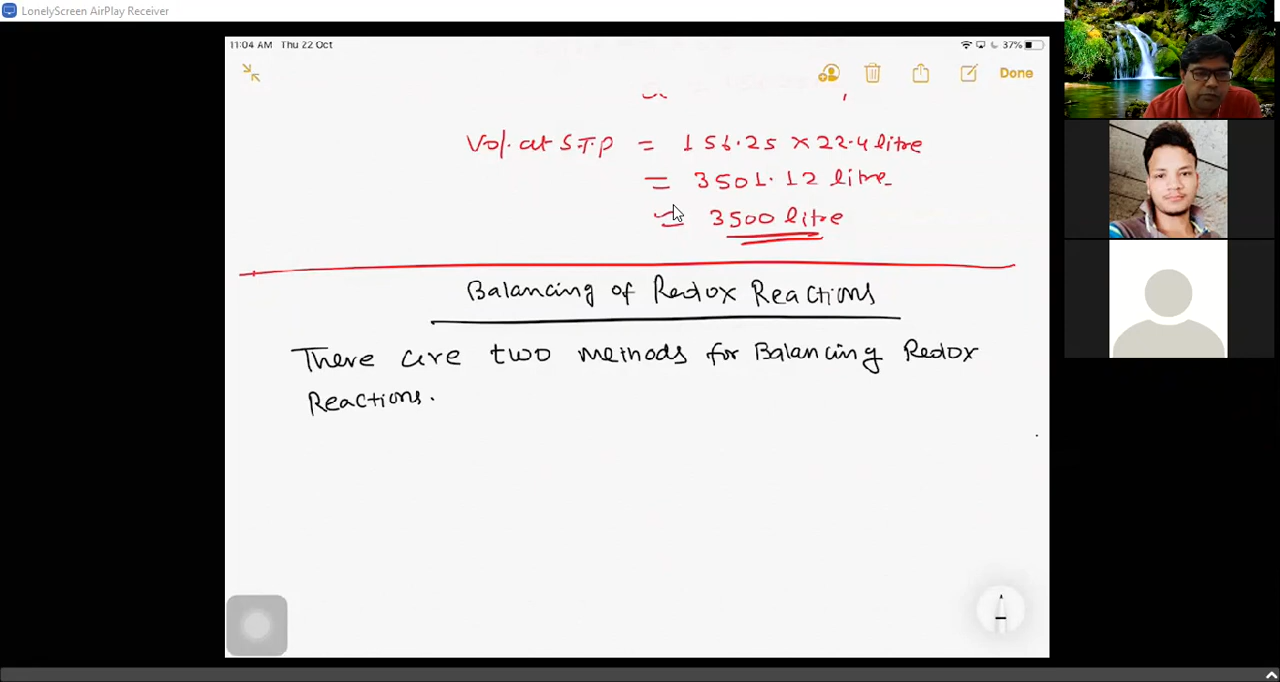 LonelyScreen AirPlay Receiver
11:04 AM Thu 22 Oct
37%
Done
Vol. at S.T.P = 156.25 × 22.4 litre
= 3501.12 litre
≃ 3500 litre
Balancing of Redox Reactions
There are two methods for Balancing Redox
Reactions.